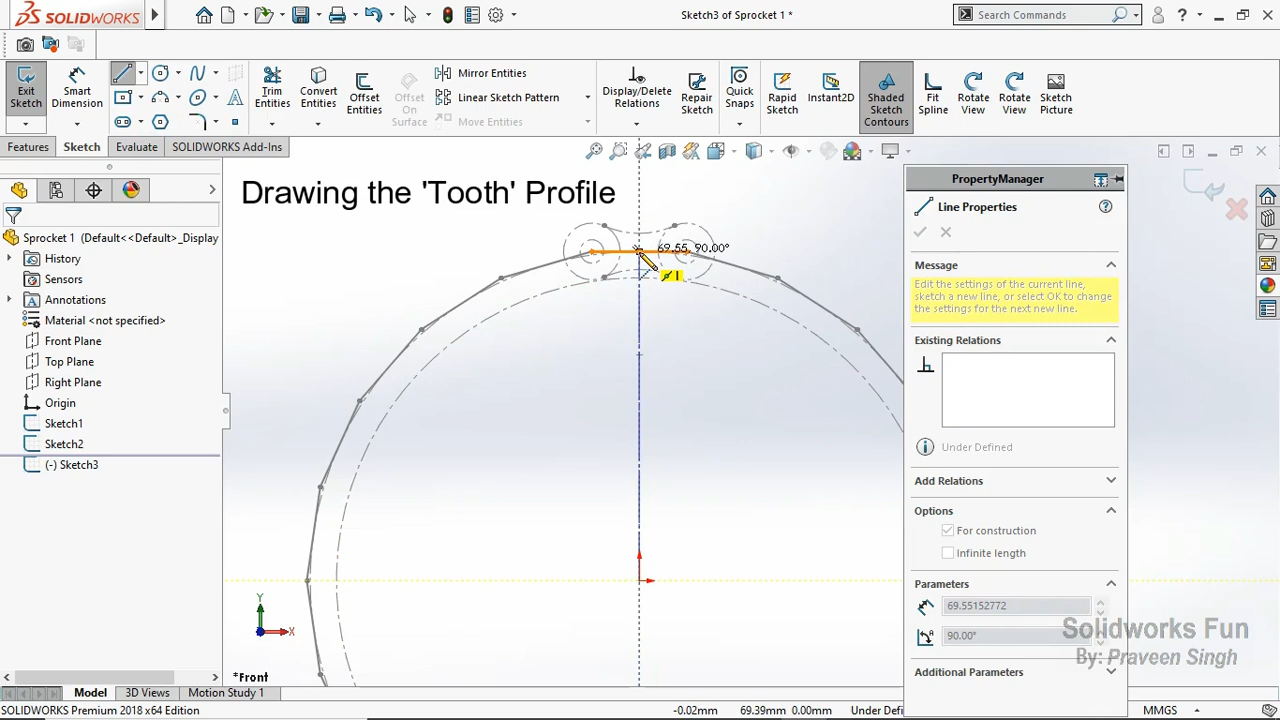 SOLIDWORKS
Sketch3 of Sprocket 1 *
Search Commands
Exit Sketch
Smart Dimension
Trim Entities
Convert Entities
Offset Entities
Offset On Surface
Mirror Entities
Linear Sketch Pattern
Move Entities
Display/Delete Relations
Repair Sketch
Quick Snaps
Rapid Sketch
Instant2D
Shaded Sketch Contours
Fit Spline
Rotate View
Rotate View
Sketch Picture
Features
Sketch
Evaluate
SOLIDWORKS Add-Ins
Drawing the 'Tooth' Profile
Sprocket 1 (Default<<Default>_Display
History
Sensors
Annotations
Material <not specified>
Front Plane
Top Plane
Right Plane
Origin
Sketch1
Sketch2
(-) Sketch3
69.55, 90.00°
PropertyManager
Line Properties
Message
Edit the settings of the current line,
sketch a new line, or select OK to change
the settings for the next new line.
Existing Relations
Under Defined
Add Relations
Options
For construction
Infinite length
Parameters
69.55152772
90.00°
Additional Parameters
Solidworks Fun
By: Praveen Singh
Y
X
*Front
Model
3D Views
Motion Study 1
SOLIDWORKS Premium 2018 x64 Edition
-0.02mm
69.39mm
0.00mm
Under Defi
MMGS